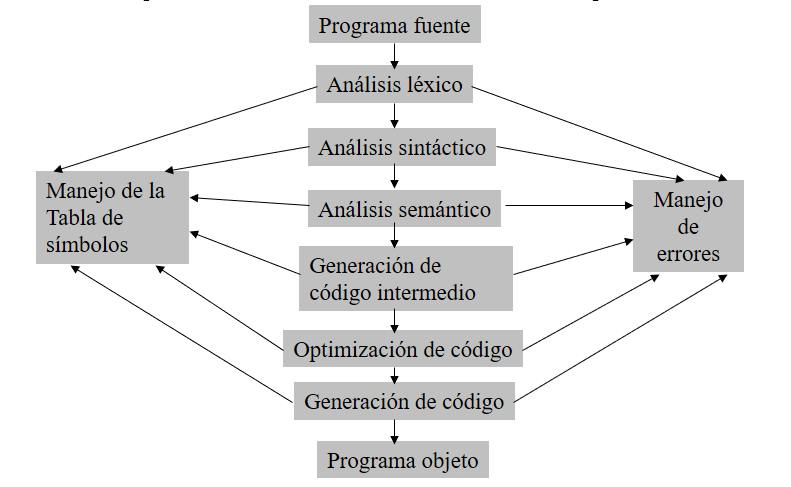 Programa fuente
Análisis léxico
Análisis sintáctico
Manejo de la
Tabla de
símbolos
Análisis semántico
Manejo
de
errores
Generación de
código intermedio
Optimización de código
Generación de código
Programa objeto